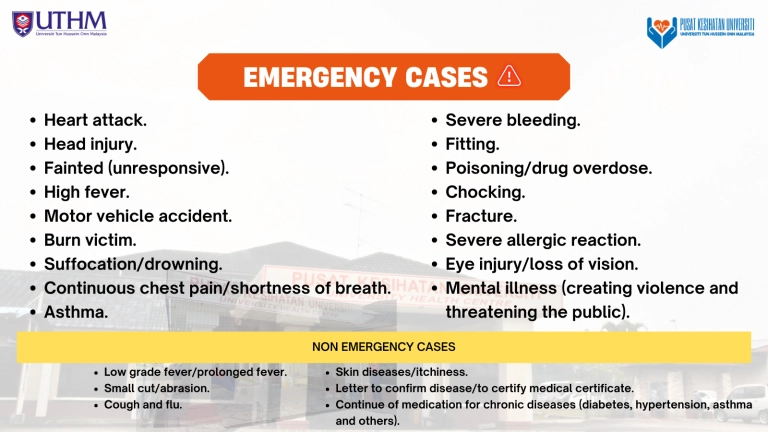 UTHM
Universiti Tun Hussein Onn Malaysia
PUSAT KESIHATAN UNIVERSITI
UNIVERSITI TUN HUSSEIN ONN MALAYSIA
EMERGENCY CASES
• Heart attack.
• Head injury.
• Fainted (unresponsive).
• High fever.
• Motor vehicle accident.
• Burn victim.
• Suffocation/drowning.
• Continuous chest pain/shortness of breath.
• Asthma.
• Severe bleeding.
• Fitting.
• Poisoning/drug overdose.
• Chocking.
• Fracture.
• Severe allergic reaction.
• Eye injury/loss of vision.
• Mental illness (creating violence and
threatening the public).
PUSAT KESIHATAN
UNIVERSITY HEALTH CENTRE
NON EMERGENCY CASES
• Low grade fever/prolonged fever.
• Small cut/abrasion.
• Cough and flu.
• Skin diseases/itchiness.
• Letter to confirm disease/to certify medical certificate.
• Continue of medication for chronic diseases (diabetes, hypertension, asthma
and others).